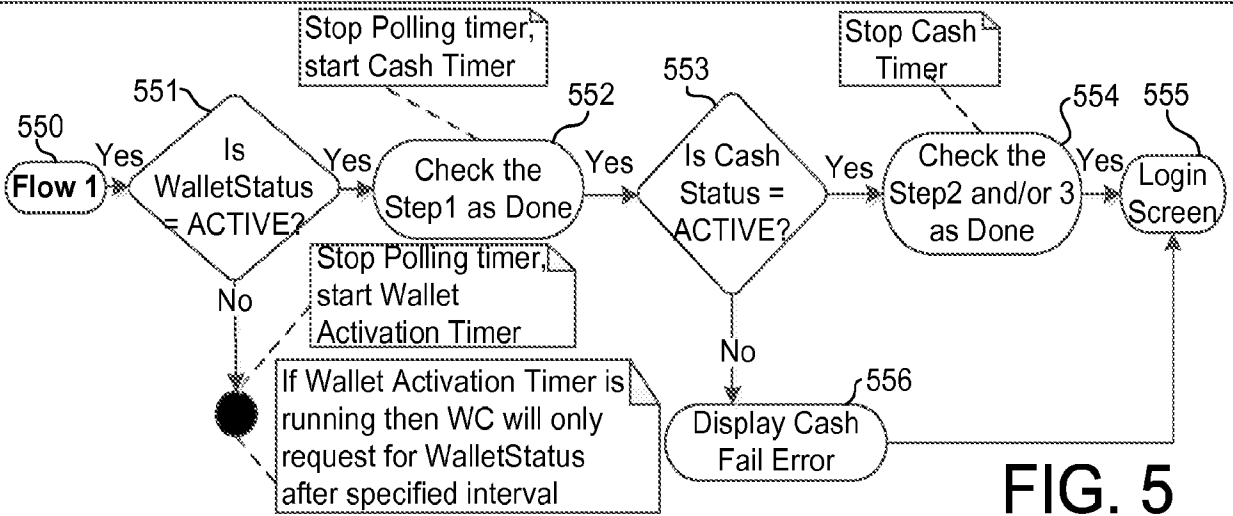 Stop Polling timer,
start Cash Timer
Stop Cash
Timer
550
Flow 1
Yes
551
Is
WalletStatus
= ACTIVE?
Yes
552
Check the
Step1 as Done
Yes
553
Is Cash
Status =
ACTIVE?
Yes
554
Check the
Step2 and/or 3
as Done
Yes
555
Login
Screen
No
Stop Polling timer,
start Wallet
Activation Timer
If Wallet Activation Timer is
running then WC will only
request for WalletStatus
after specified interval
No
556
Display Cash
Fail Error
FIG. 5